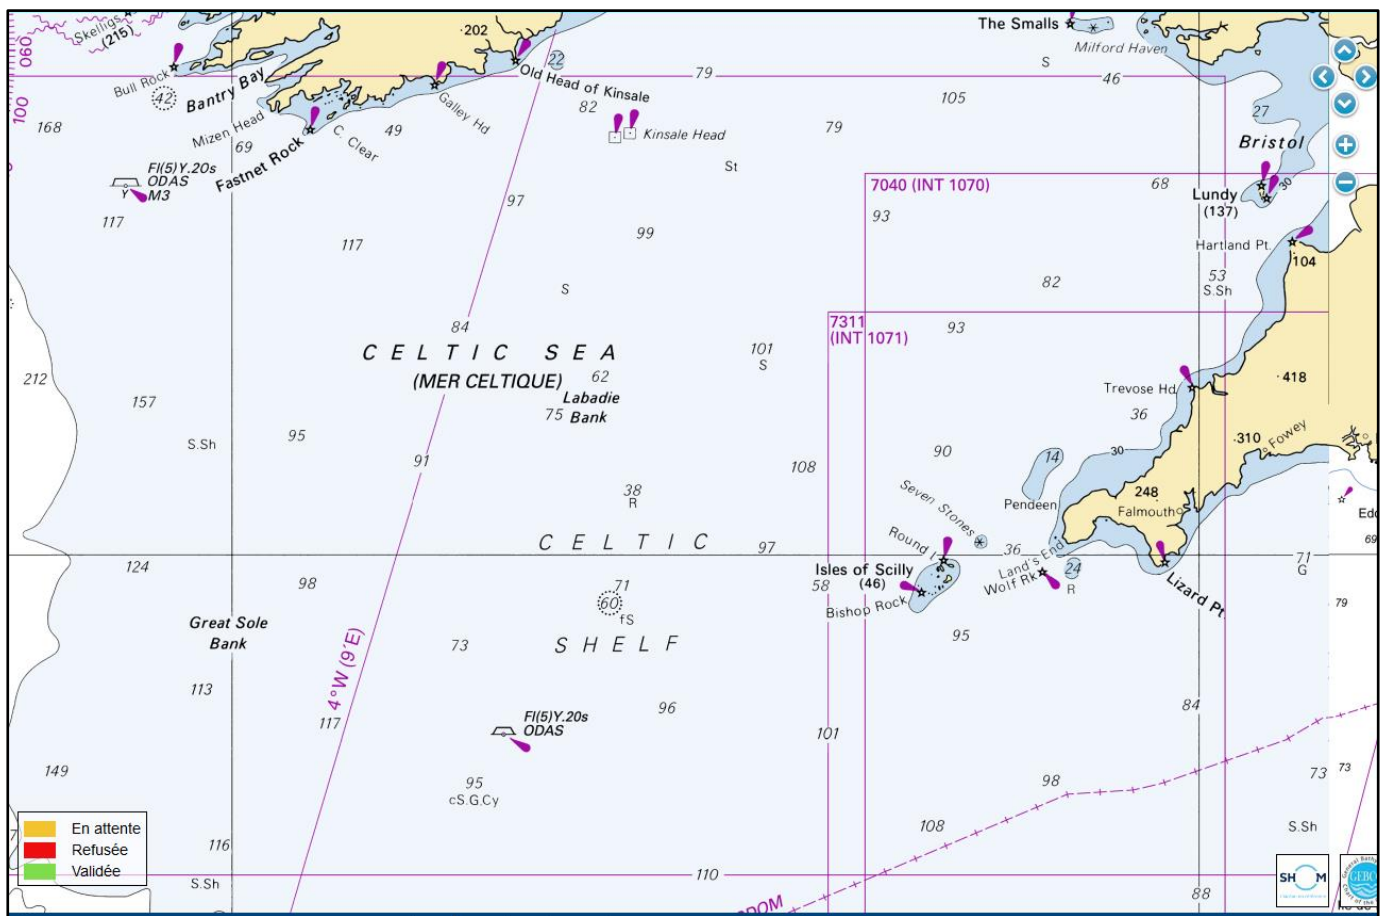 Skelligs
(215)
202
The Smalls
Milford Haven
060
100
Bull Rock
42
Bantry Bay
22
Old Head of Kinsale
79
S
46
168
Mizen Head
69
Fastnet Rock
C. Clear
49
Galley Hd
82
Kinsale Head
79
105
27
Bristol
Fl(5)Y.20s
ODAS
Y
M3
St
7040 (INT 1070)
68
Lundy
(137)
30
117
97
93
117
99
Hartland Pt.
104
S
82
53
S.Sh
84
7311
(INT 1071)
93
CELTIC SEA
(MER CELTIQUE)
101
S
212
62
Labadie
Bank
75
157
Trevose Hd
418
36
S.Sh
95
91
108
90
30
310
Fowey
14
38
R
Seven Stones
Pendeen
248
Falmouth
Edd
69
CELTIC
97
Round I
36
Land's End
71
G
124
98
71
60
fS
58
Isles of Scilly
(46)
Bishop Rock
Wolf Rk
24
R
Lizard Pt.
79
Great Sole
Bank
73
SHELF
95
4°W (9'E)
113
117
Fl(5)Y.20s
ODAS
96
101
84
149
95
cS.G.Cy
98
73
73
En attente
Refusée
Validée
116
S.Sh
108
S.Sh
110
88
SHOM
GEBCO